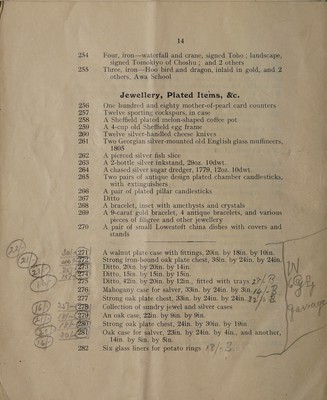 14
254 Four, iron—waterfall and crane, signed Toho ; landscape,
signed Tomokiyo of Choshu ; and 2 others
255 Three, iron—Hoo bird and dragon, inlaid in gold, and 2
others. Awa School
Jewellery, Plated Items, &c.
256 One hundred and eighty mother-of-pearl card counters
257 Twelve sporting cockspurs, in case
258 A Sheffield plated melon-shaped coffee pot
259 A 4-cup old Sheffield egg frame
260 Twelve silver-handled cheese knives
261 Two Georgian silver-mounted old English glass muffineers,
1805
262 A pierced silver fish slice
263 A 2-bottle silver inkstand, 29oz. 10dwt.
264 A chased silver sugar dredger, 1779, 12oz. 10dwt.
265 Two pairs of antique design plated chamber candlesticks,
with extinguishers
266 A pair of plated pillar candlesticks
267 Ditto
268 A bracelet, inset with amethysts and crystals
269 A 9-carat gold bracelet, 4 antique bracelets, and various
pieces of filigree and other jewellery
270 A pair of small Lowestoft china dishes with covers and
stands
271 A walnut plate case with fittings, 20in. by 18in. by 10in.
272 Strong iron-bound oak plate chest, 38in. by 24in. by 24in.
273 Ditto, 20in. by 20in. by 14in.
274 Ditto, 18in. by 15in. by 18in.
275 Ditto, 42in. by 20in. by 12in., fitted with trays
276 Mahogany case for salver, 33in. by 24in. by 3in.
277 Strong oak plate chest, 33in. by 24in. by 24in.
278 Collection of sundry jewel and silver cases
279 An oak case, 22in. by 9in. by 9in.
280 Strong oak plate chest, 24in. by 30in. by 19in.
281 Oak case for salver, 23in. by 24in. by 4in., and another,
14in. by 5in. by 5in.
282 Six glass liners for potato rings